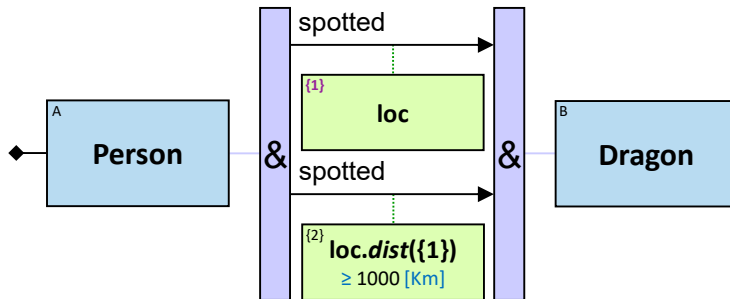 spotted
{1}
loc
A
Person
&
&
B
Dragon
spotted
{2}
loc.dist({1})
≥ 1000 [Km]